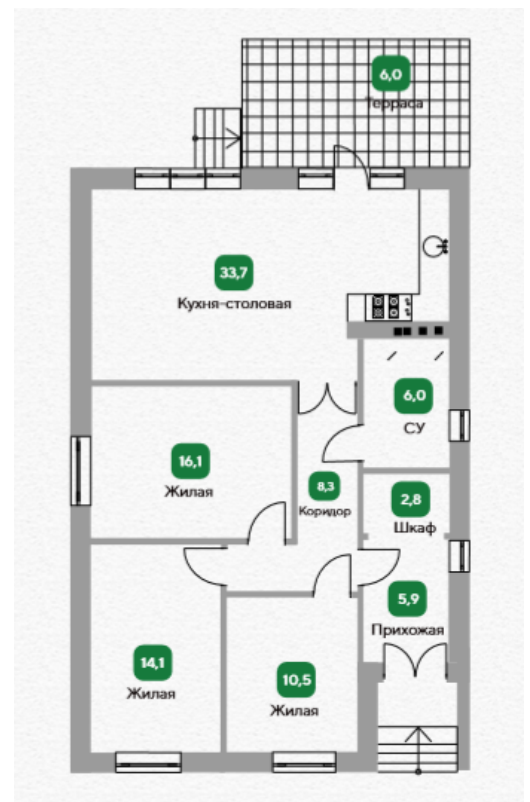 6,0
Терраса
33,7
Кухня-столовая
6,0
СУ
16,1
Жилая
8,3
Коридор
2,8
Шкаф
5,9
Прихожая
14,1
Жилая
10,5
Жилая